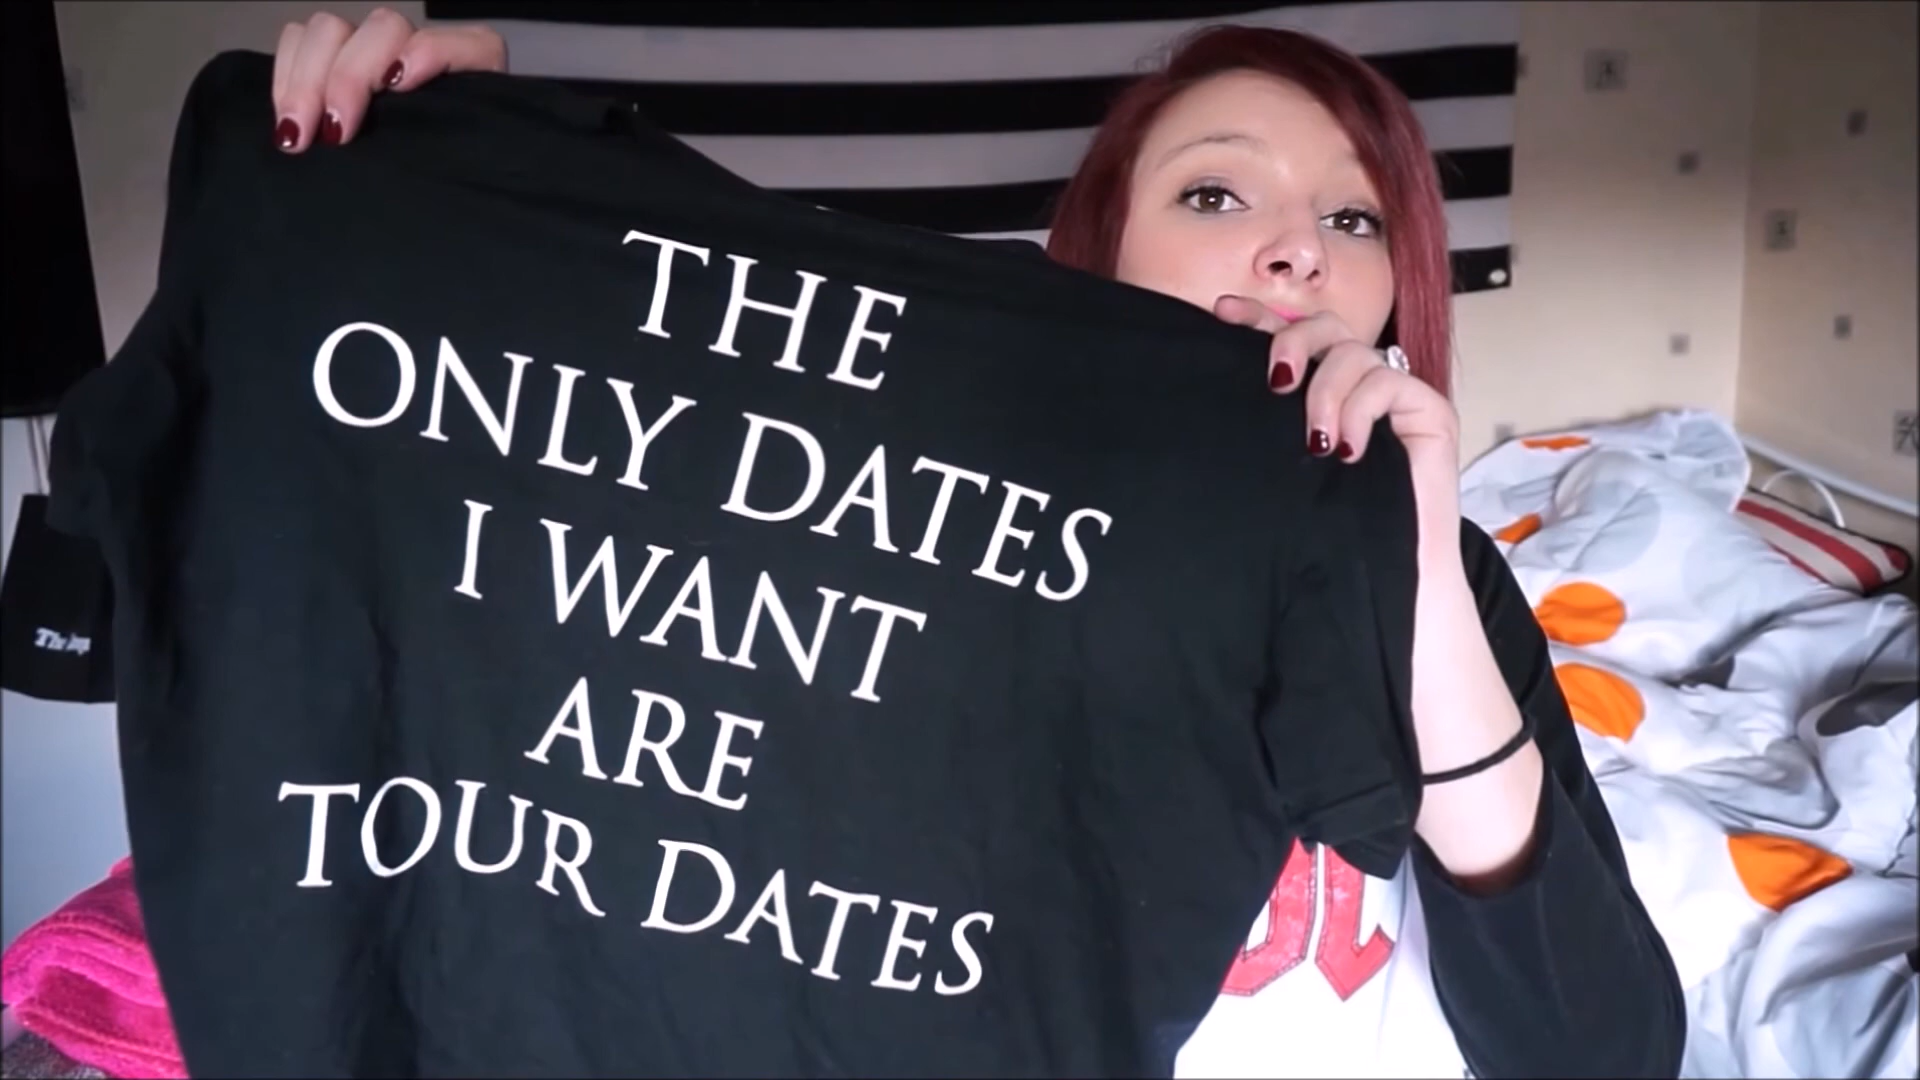 THE
ONLY DATES
I WANT
ARE
TOUR DATES